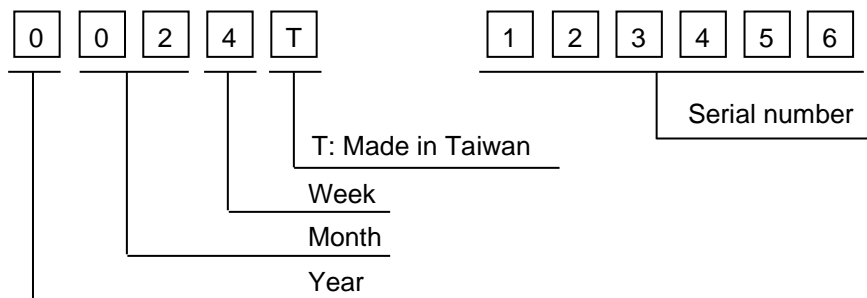 0 0 2 4 T 1 2 3 4 5 6
Serial number
T: Made in Taiwan
Week
Month
Year